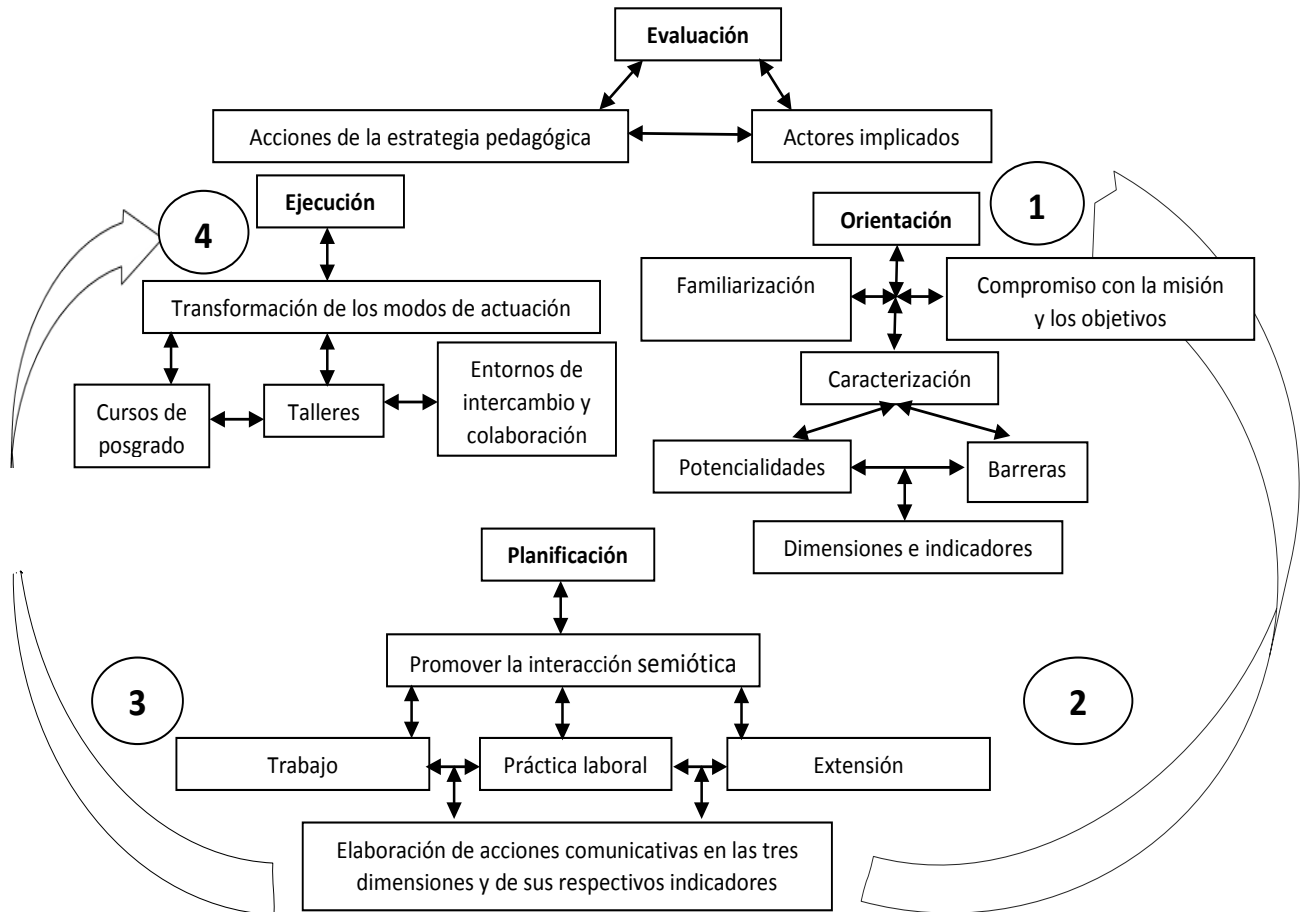 Evaluación
Acciones de la estrategia pedagógica
Actores implicados
4
Ejecución
1
Orientación
Transformación de los modos de actuación
Familiarización
Compromiso con la misión
y los objetivos
Cursos de
posgrado
Talleres
Entornos de
intercambio y
colaboración
Caracterización
Potencialidades
Barreras
Dimensiones e indicadores
Planificación
Promover la interacción semiótica
3
2
Trabajo
Práctica laboral
Extensión
Elaboración de acciones comunicativas en las tres
dimensiones y de sus respectivos indicadores